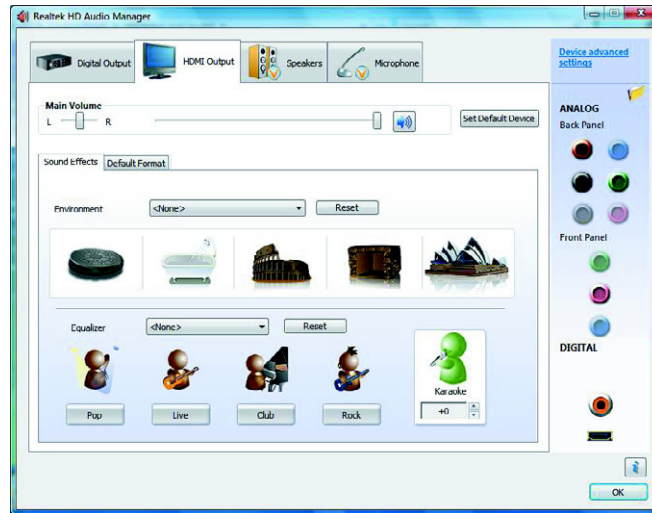 Realtek HD Audio Manager
Digital Output
HDMI Output
Speakers
Microphone
Device advanced
settings
Main Volume
L
R
Set Default Device
ANALOG
Back Panel
Sound Effects
Default Format
Environment
<None>
Reset
Front Panel
Equalizer
<None>
Reset
DIGITAL
Karaoke
Pop
Live
Club
Rock
+0
OK